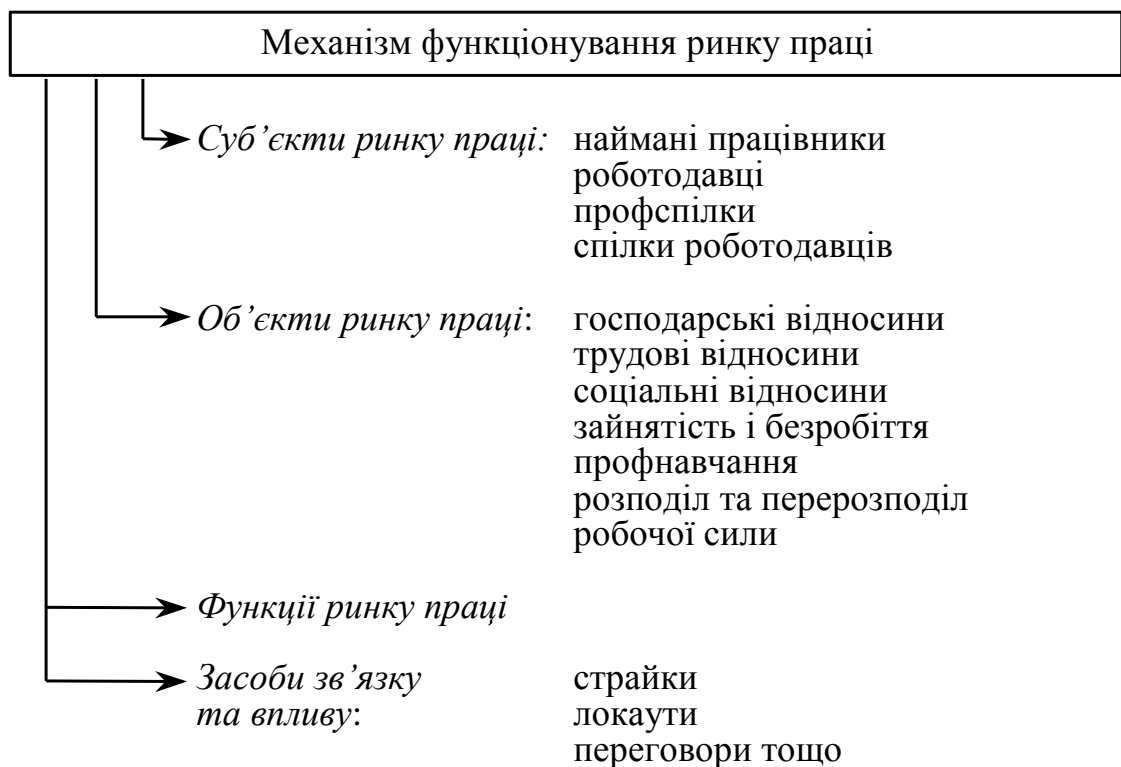 Механізм функціонування ринку праці
Суб’єкти ринку праці: наймані працівники
роботодавці
профспілки
спілки роботодавців
Об’єкти ринку праці: господарські відносини
трудові відносини
соціальні відносини
зайнятість і безробіття
профнавчання
розподіл та перерозподіл
робочої сили
Функції ринку праці
Засоби зв’язку страйки
та впливу: локаути
переговори тощо